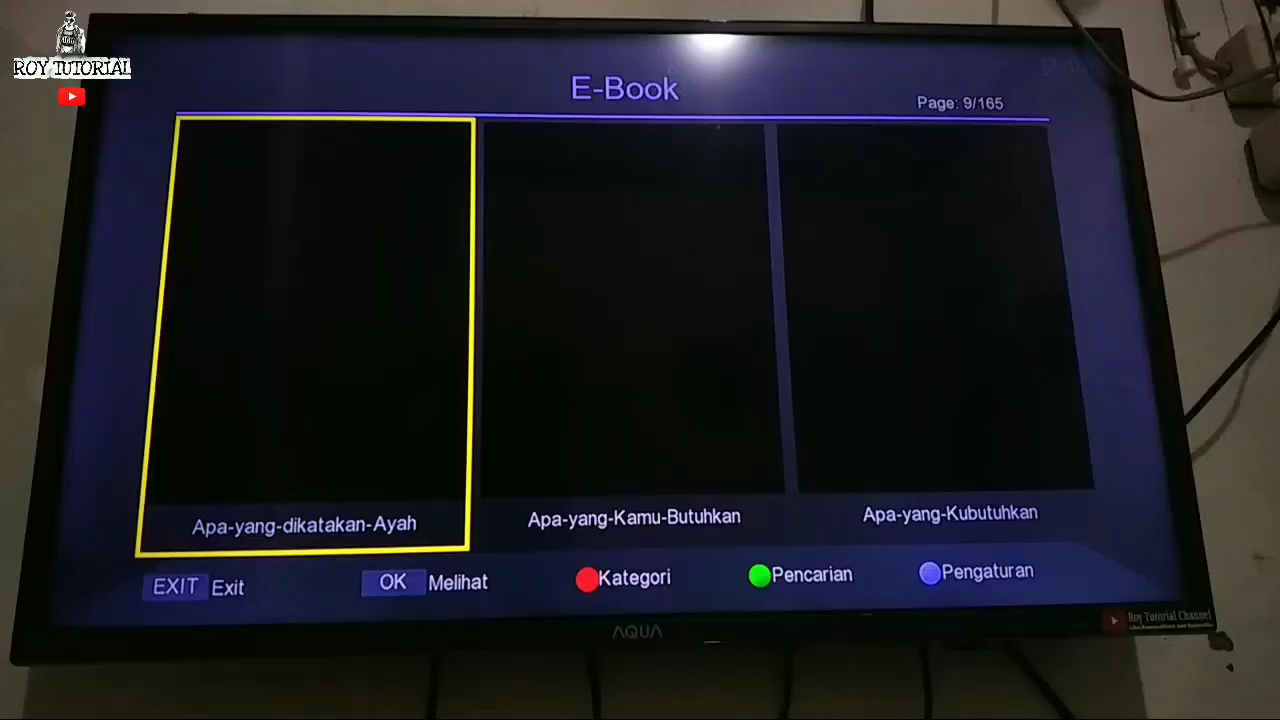 ROY TUTORIAL
E-Book
Page: 9/165
Apa-yang-dikatakan-Ayah
Apa-yang-Kamu-Butuhkan
Apa-yang-Kubutuhkan
EXIT Exit
OK Melihat
Kategori
Pencarian
Pengaturan
AQUA
Roy Tutorial Channel